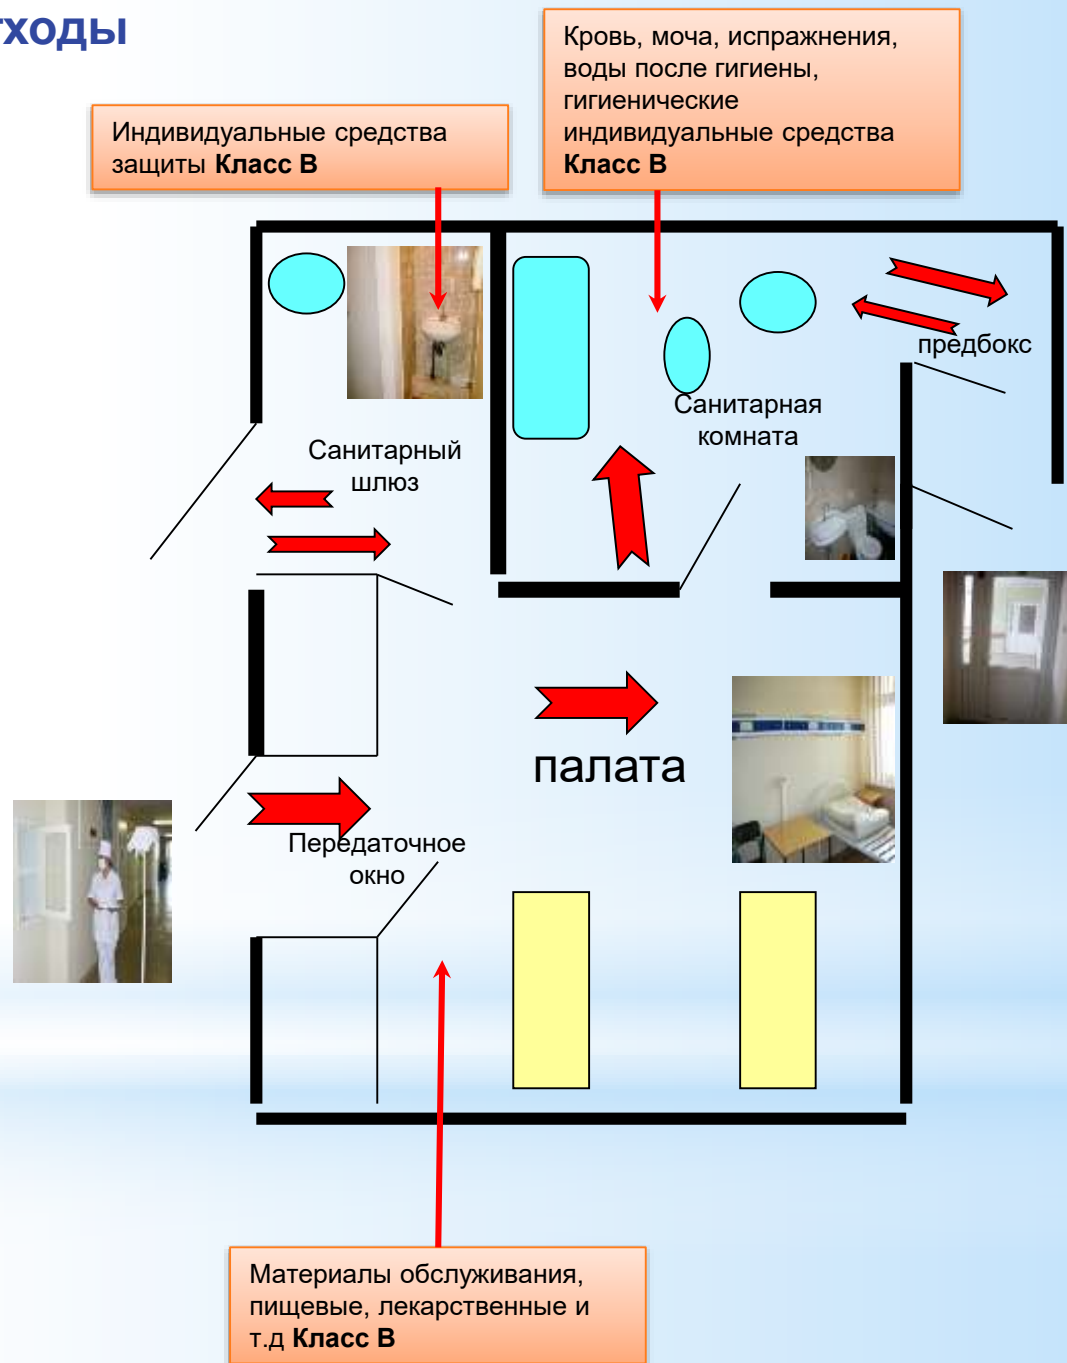 тходы
Кровь, моча, испражнения,
воды после гигиены,
гигиенические
индивидуальные средства
Класс В
Индивидуальные средства
защиты Класс В
предбокс
Санитарная
комната
Санитарный
шлюз
палата
Передаточное
окно
Материалы обслуживания,
пищевые, лекарственные и
т.д Класс В